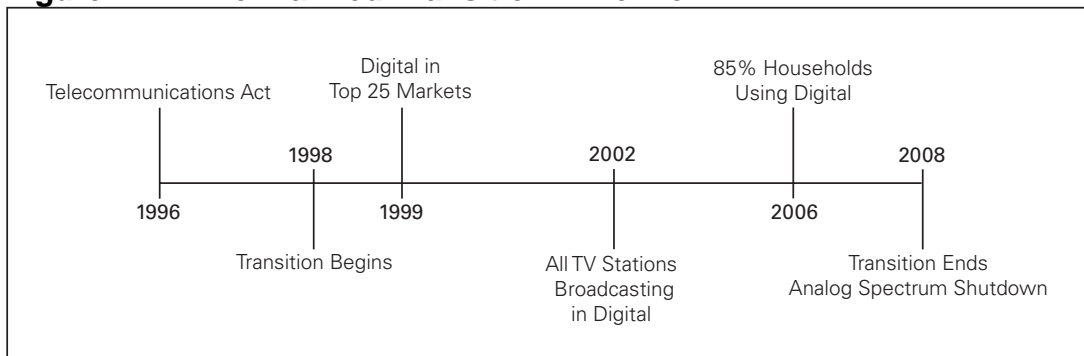 Digital in
Top 25 Markets
85% Households
Using Digital
Telecommunications Act
1998
2002
2008
1996
1999
2006
Transition Begins
All TV Stations
Broadcasting
in Digital
Transition Ends
Analog Spectrum Shutdown